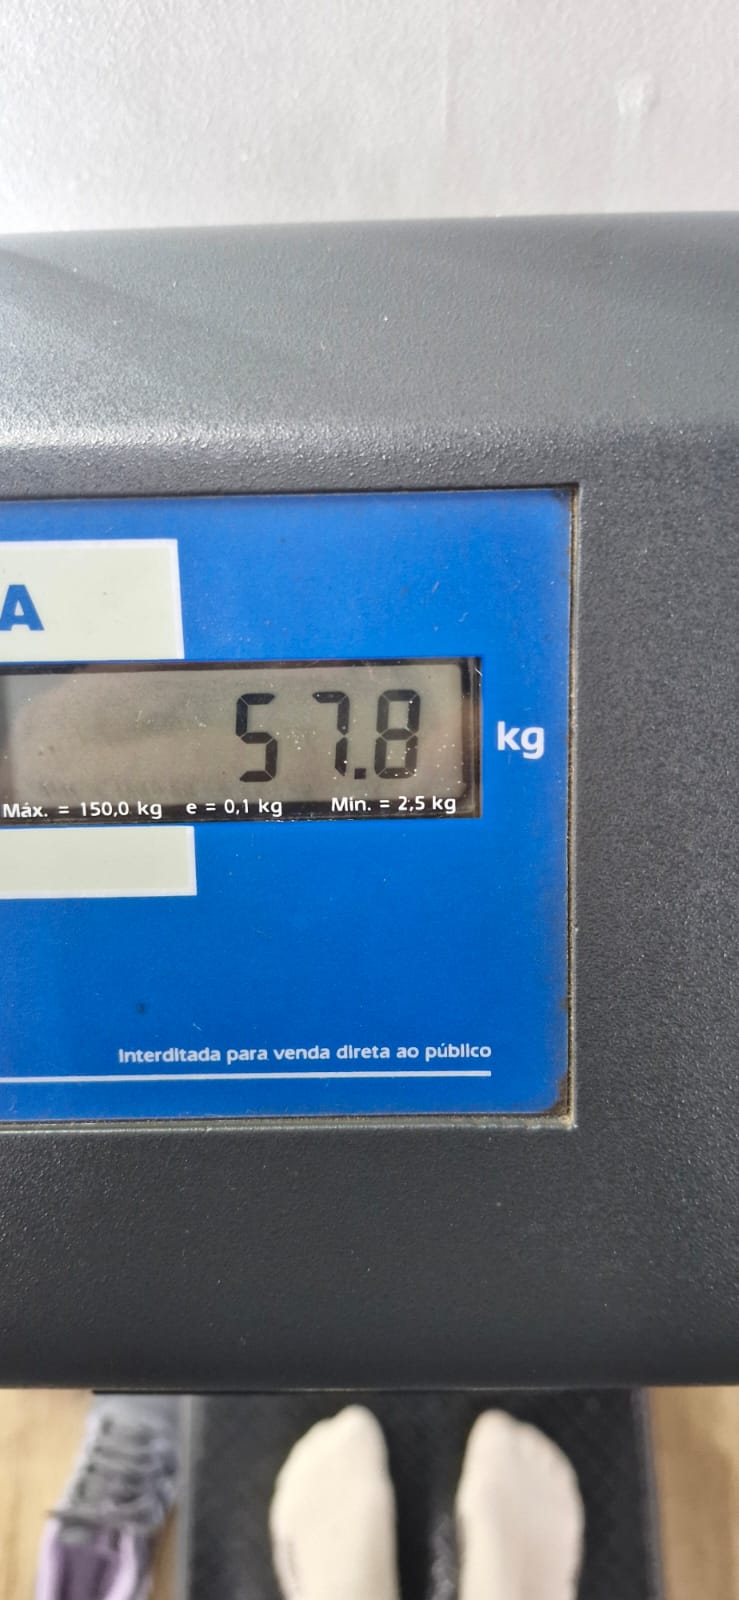 A
57.8
kg
Máx. = 150,0 kg e = 0,1 kg Mín. = 2,5 kg
Interditada para venda direta ao público